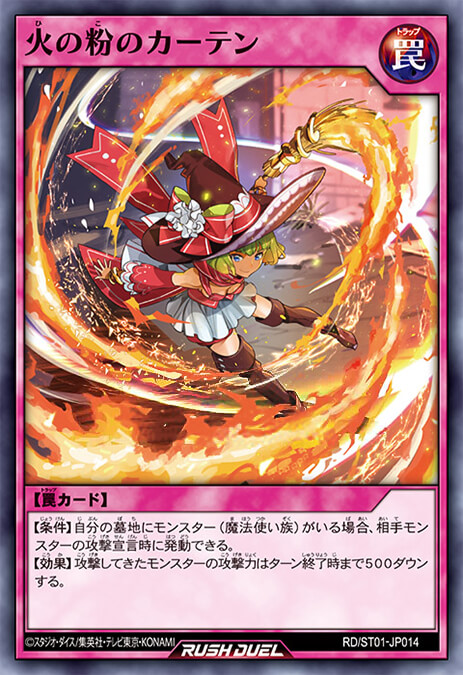 火の粉のカーテン
トラップ
罠
【罠カード】
【条件】自分の墓地にモンスター（魔法使い族）がいる場合、相手モン
スターの攻撃宣言時に発動できる。
【効果】攻撃してきたモンスターの攻撃力はターン終了時まで５００ダウン
する。
©スタジオ・ダイス/集英社・テレビ東京・KONAMI
RUSH DUEL
RD/ST01-JP014